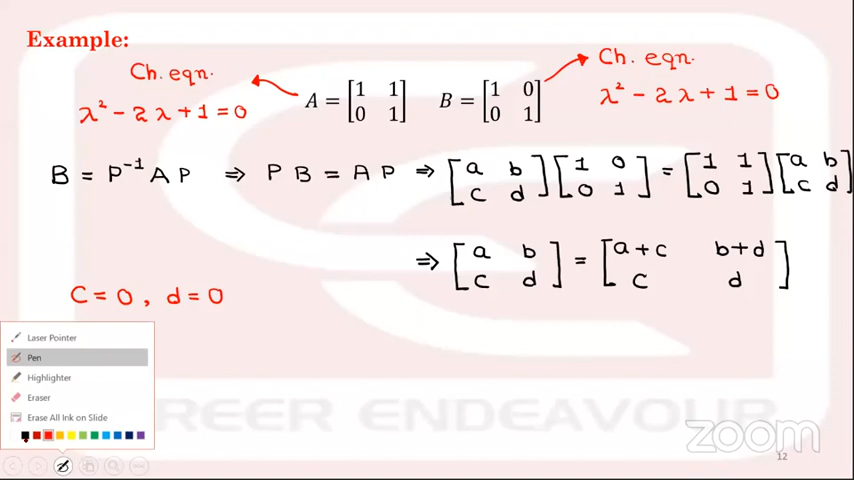 Example:
Ch. eqn.
Ch. eqn.
λ² - 2λ + 1 = 0
A = [1 1; 0 1]
B = [1 0; 0 1]
λ² - 2λ + 1 = 0
B = P⁻¹ A P ⇒ P B = A P ⇒ [a b; c d] [1 0; 0 1] = [1 1; 0 1] [a b; c d]
⇒ [a b; c d] = [a+c b+d; c d]
C = 0, d = 0
Laser Pointer
Pen
Highlighter
Eraser
Erase All Ink on Slide
CAREER ENDEAVOUR
zoom
12